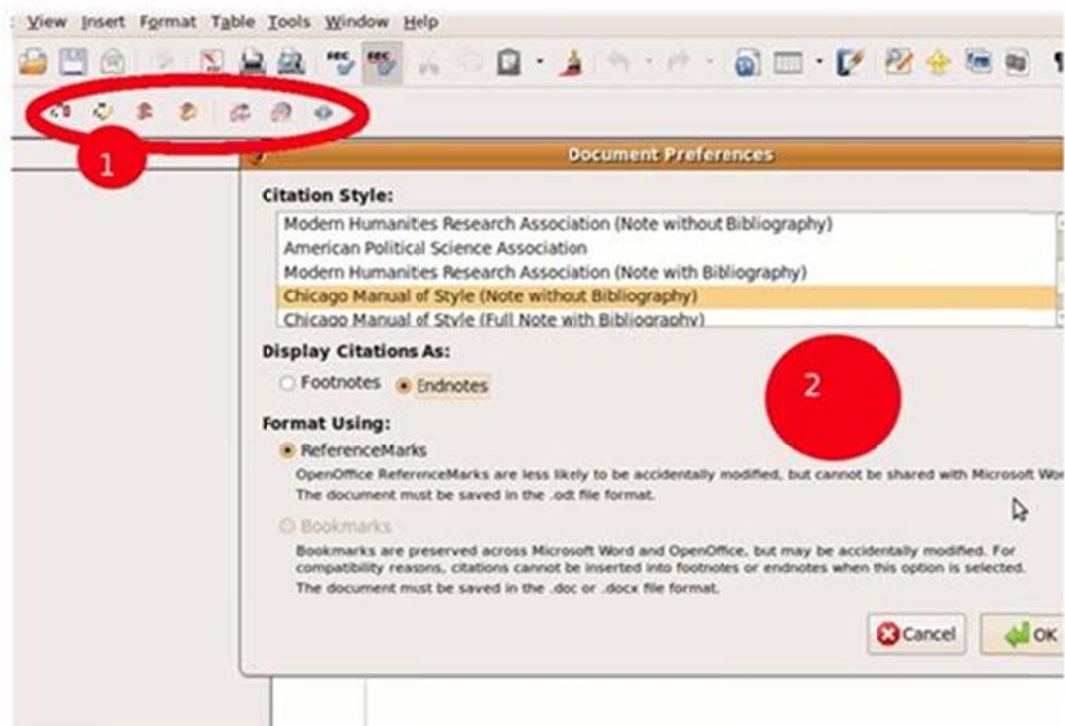 View Insert Format Table Tools Window Help
1
Document Preferences
Citation Style:
Modern Humanites Research Association (Note without Bibliography)
American Political Science Association
Modern Humanites Research Association (Note with Bibliography)
Chicago Manual of Style (Note without Bibliography)
Chicago Manual of Style (Full Note with Bibliography)
Display Citations As:
Footnotes Endnotes
2
Format Using:
ReferenceMarks
OpenOffice ReferenceMarks are less likely to be accidentally modified, but cannot be shared with Microsoft Wor
The document must be saved in the .odt file format.
Bookmarks
Bookmarks are preserved across Microsoft Word and OpenOffice, but may be accidentally modified. For
compatibility reasons, citations cannot be inserted into footnotes or endnotes when this option is selected.
The document must be saved in the .doc or .docx file format.
Cancel OK